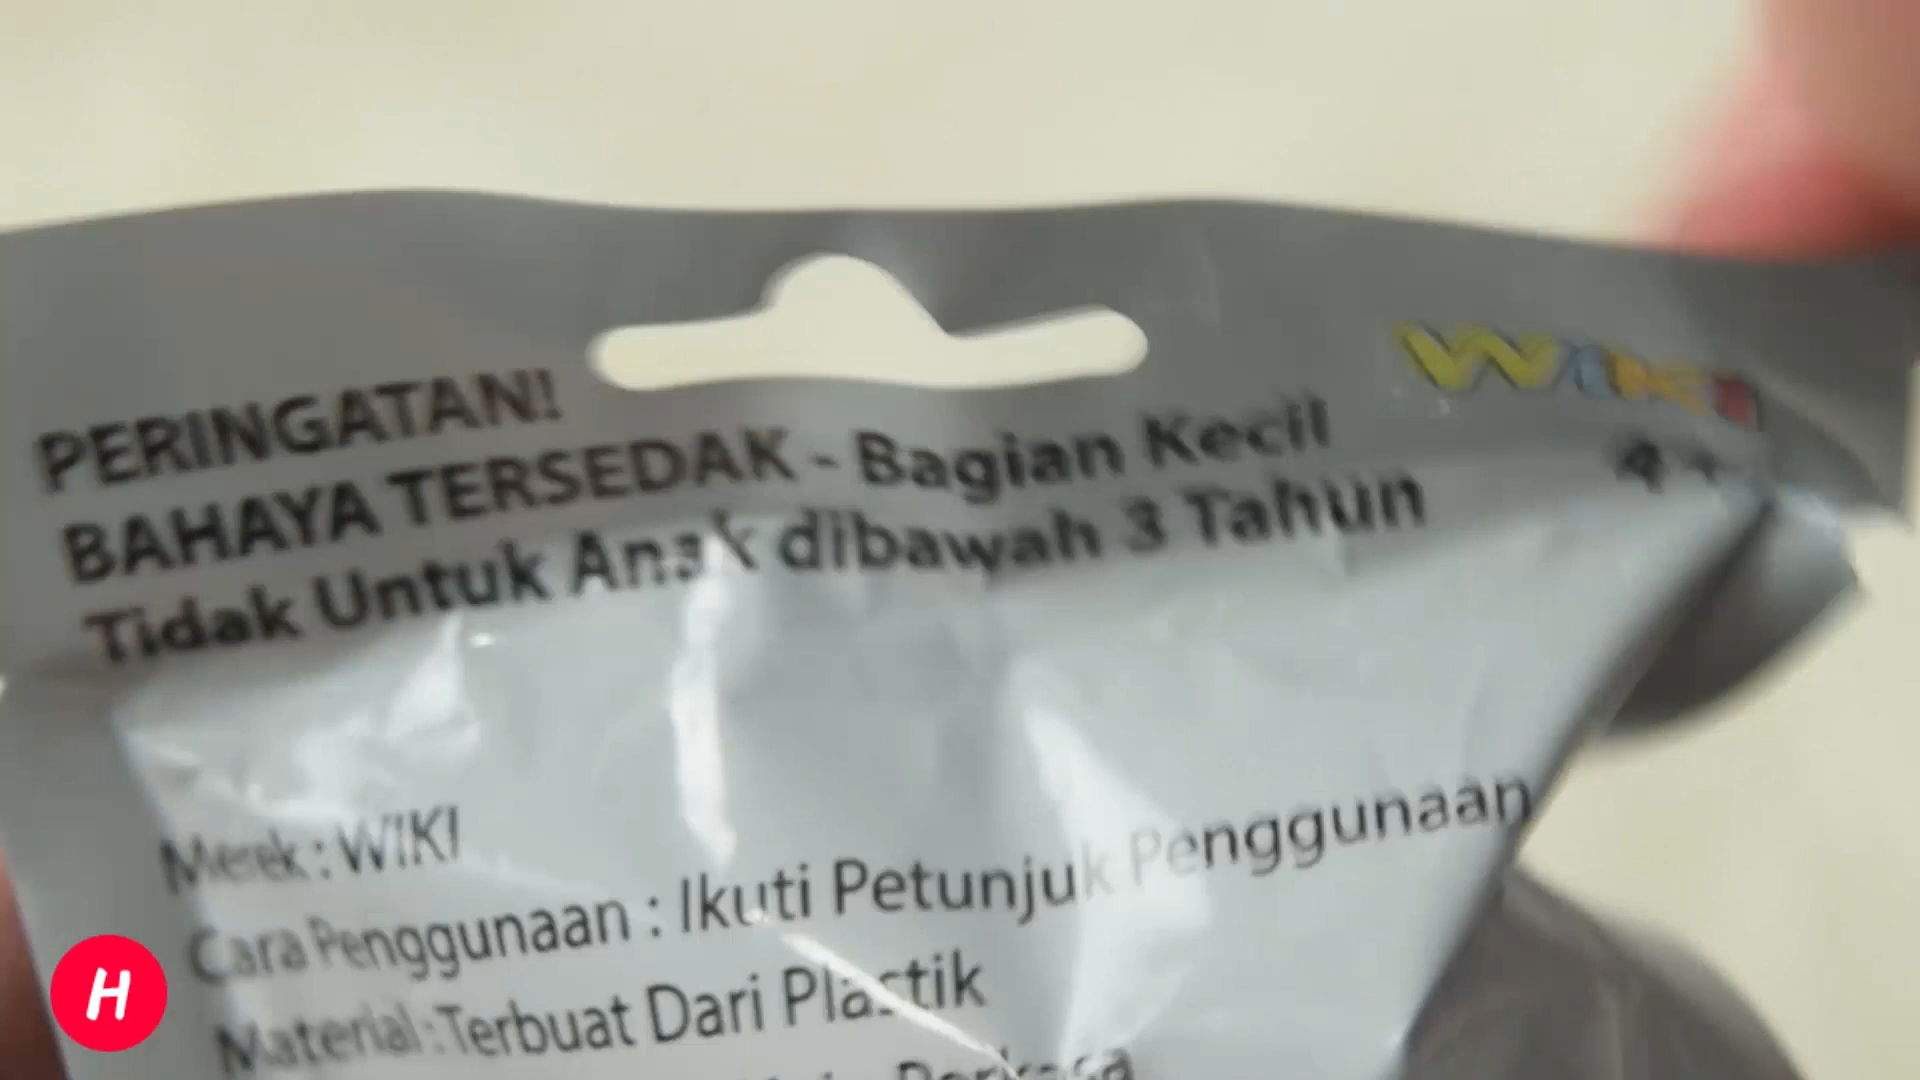 WIKI
4+
PERINGATAN!
BAHAYA TERSEDAK - Bagian Kecil
Tidak Untuk Anak dibawah 3 Tahun
Merek : WIKI
Cara Penggunaan : Ikuti Petunjuk Penggunaan
Material : Terbuat Dari Plastik
H